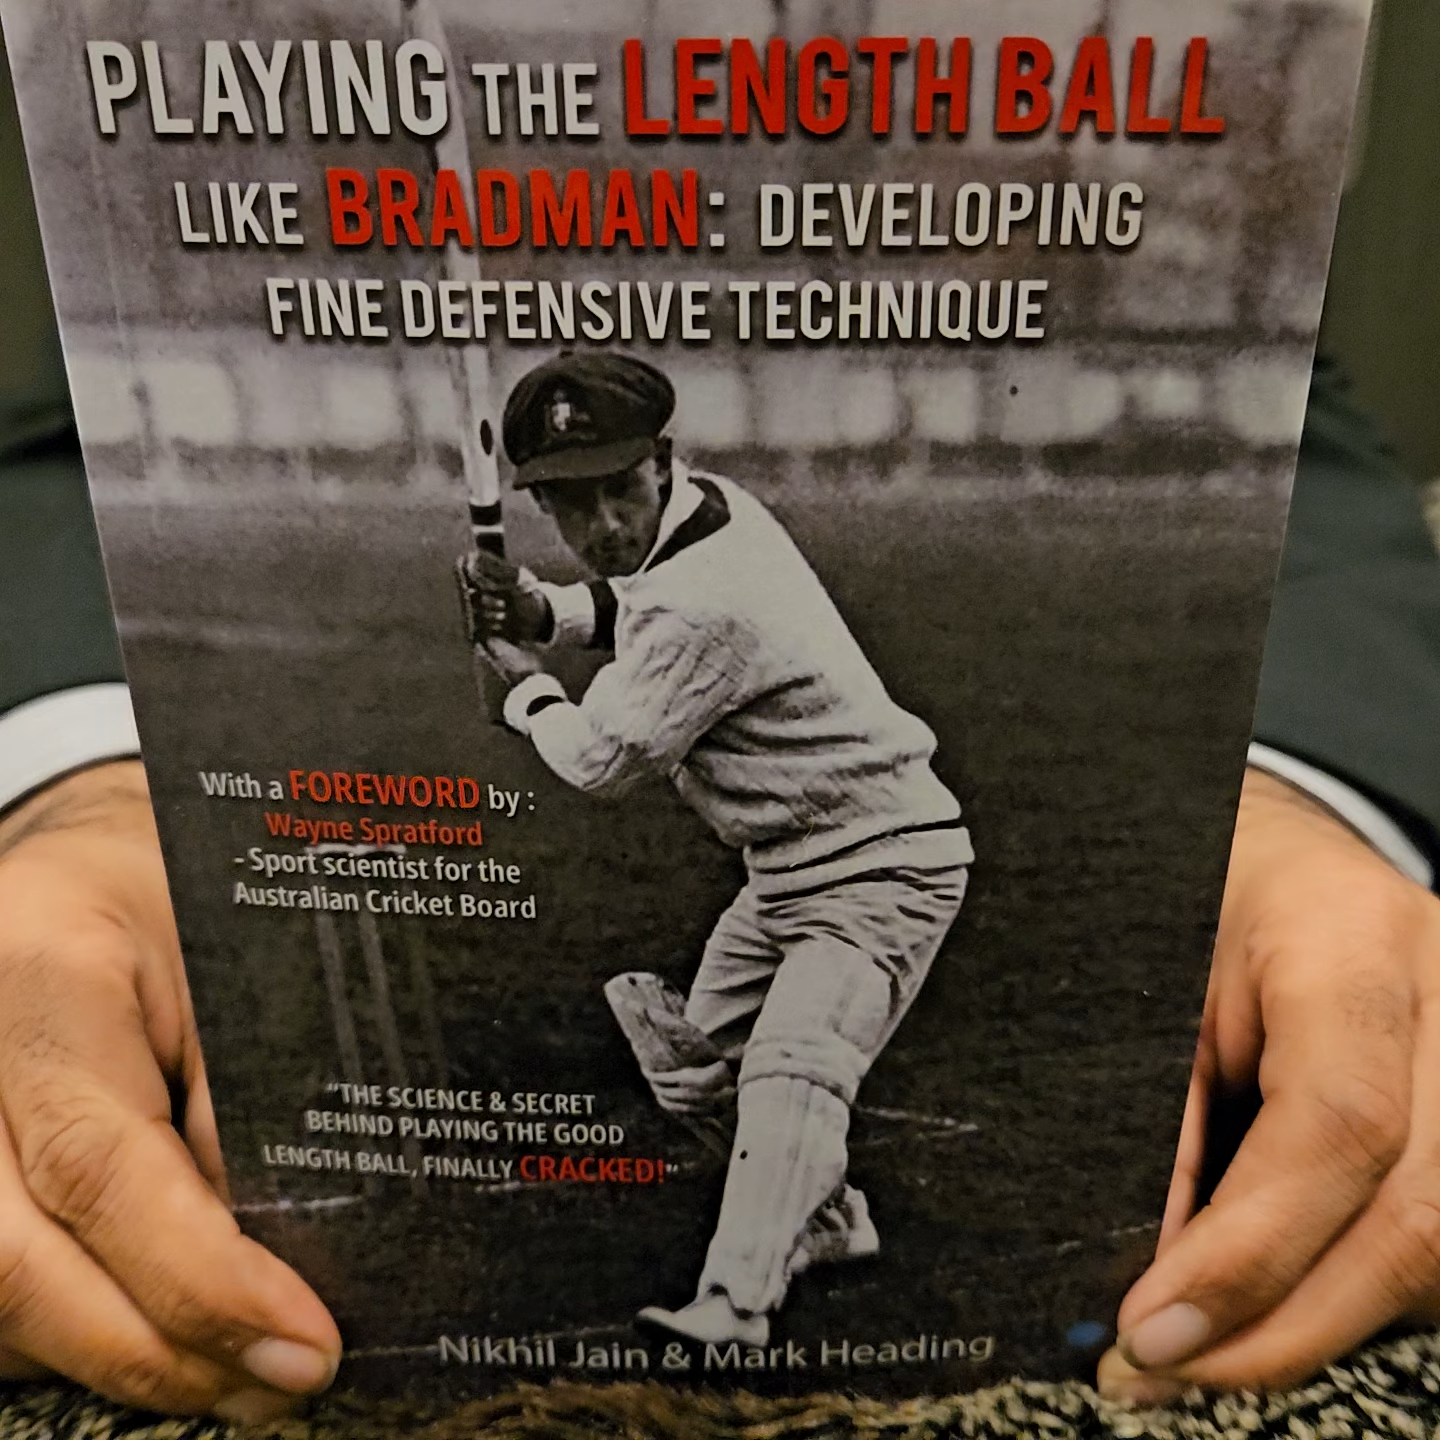 PLAYING THE LENGTH BALL
LIKE BRADMAN: DEVELOPING
FINE DEFENSIVE TECHNIQUE
With a FOREWORD by :
Wayne Spratford
- Sport scientist for the
Australian Cricket Board
"THE SCIENCE & SECRET
BEHIND PLAYING THE GOOD
LENGTH BALL, FINALLY CRACKED!"
Nikhil Jain & Mark Heading